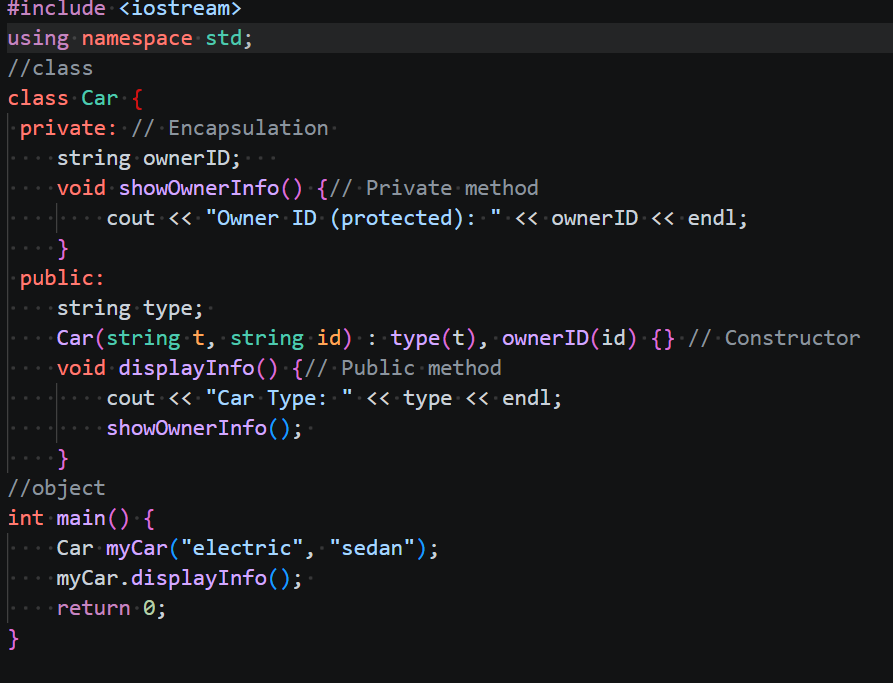 #include <iostream>
using namespace std;
//class
class Car {
 private: // Encapsulation
    string ownerID;
    void showOwnerInfo() {// Private method
        cout << "Owner ID (protected): " << ownerID << endl;
    }
 public:
    string type;
    Car(string t, string id) : type(t), ownerID(id) {} // Constructor
    void displayInfo() {// Public method
        cout << "Car Type: " << type << endl;
        showOwnerInfo();
    }
//object
int main() {
    Car myCar("electric", "sedan");
    myCar.displayInfo();
    return 0;
}